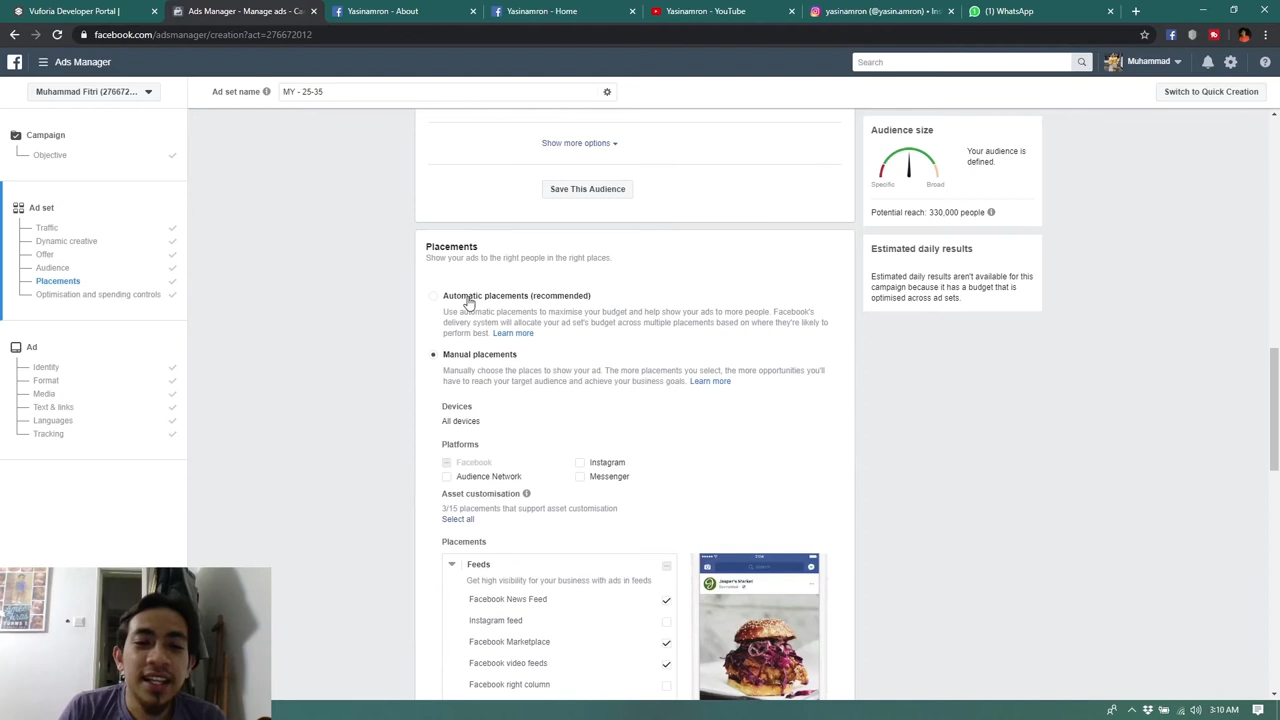 Vuforia Developer Portal |
Ads Manager - Manage ads - C
Yasinamron - About
Yasinamron - Home
Yasinamron - YouTube
yasinamron (@yasinamron) • In
(1) WhatsApp
facebook.com/adsmanager/creation?act=276672012
Ads Manager
Search
Muhammad
Muhammad Fitri (276672...
Ad set name
MY - 25-35
Switch to Quick Creation
Campaign
Objective
Ad set
Traffic
Dynamic creative
Offer
Audience
Placements
Optimisation and spending controls
Ad
Identity
Format
Media
Text & links
Languages
Tracking
Show more options
Save This Audience
Placements
Show your ads to the right people in the right places.
Automatic placements (recommended)
Use automatic placements to maximise your budget and help show your ads to more people. Facebook's
delivery system will allocate your ad set's budget across multiple placements based on where they're likely to
perform best. Learn more
Manual placements
Manually choose the places to show your ad. The more placements you select, the more opportunities you'll
have to reach your target audience and achieve your business goals. Learn more
Devices
All devices
Platforms
Facebook
Instagram
Audience Network
Messenger
Asset customisation
3/15 placements that support asset customisation
Select all
Placements
Feeds
Get high visibility for your business with ads in feeds
Facebook News Feed
Instagram feed
Facebook Marketplace
Facebook video feeds
Facebook right column
Search
Jasper's Market
Audience size
Your audience is
defined.
Specific
Broad
Potential reach: 330,000 people
Estimated daily results
Estimated daily results aren't available for this
campaign because it has a budget that is
optimised across ad sets.
3:10 AM